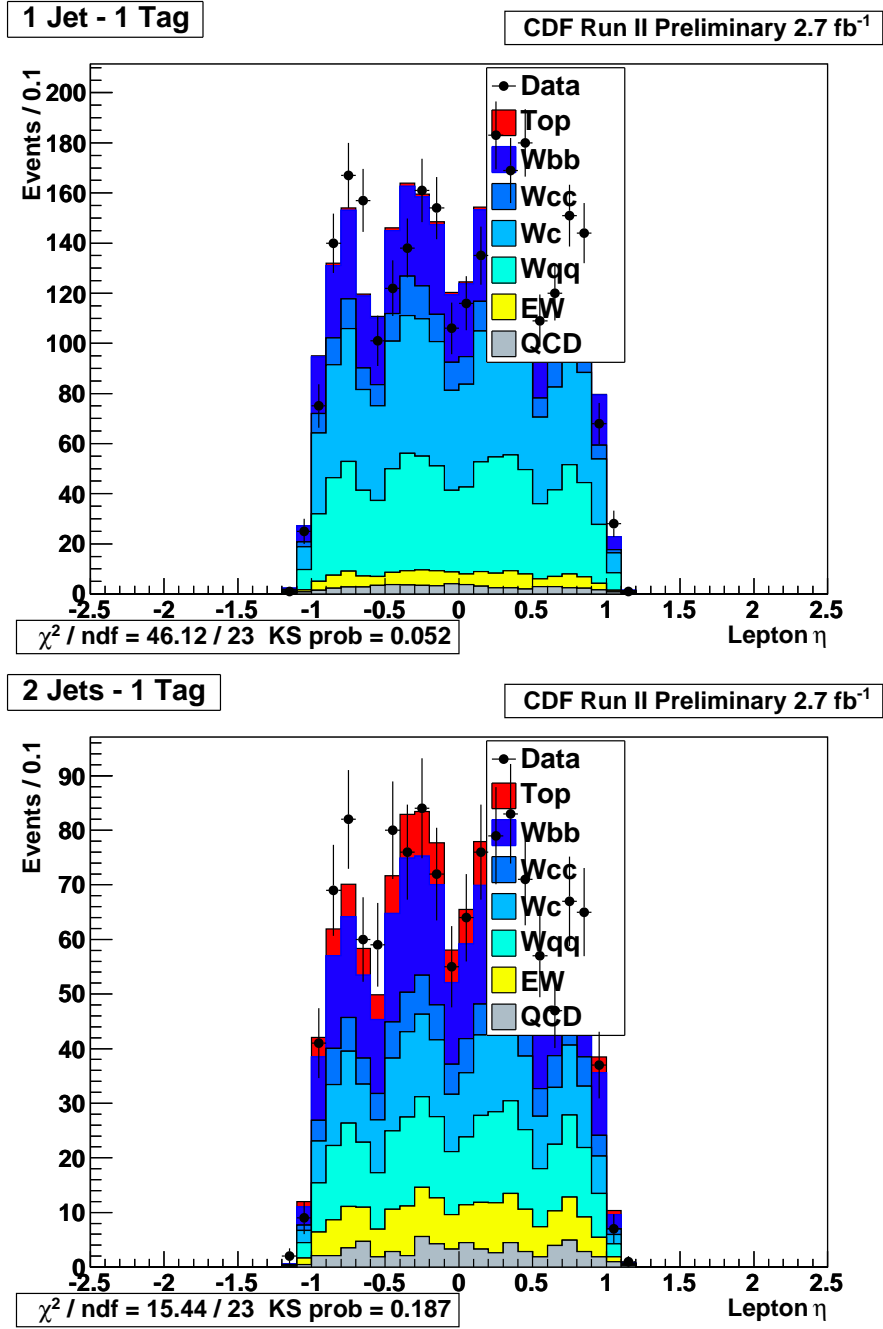 1 Jet - 1 Tag
CDF Run II Preliminary 2.7 fb⁻¹
Events / 0.1
200
180
160
140
120
100
80
60
40
20
0
Data
Top
Wbb
Wcc
Wc
Wqq
EW
QCD
-2.5 -2 -1.5 -1 -0.5 0 0.5 1 1.5 2 2.5
χ² / ndf = 46.12 / 23 KS prob = 0.052
Lepton η
2 Jets - 1 Tag
CDF Run II Preliminary 2.7 fb⁻¹
Events / 0.1
90
80
70
60
50
40
30
20
10
0
Data
Top
Wbb
Wcc
Wc
Wqq
EW
QCD
-2.5 -2 -1.5 -1 -0.5 0 0.5 1 1.5 2 2.5
χ² / ndf = 15.44 / 23 KS prob = 0.187
Lepton η